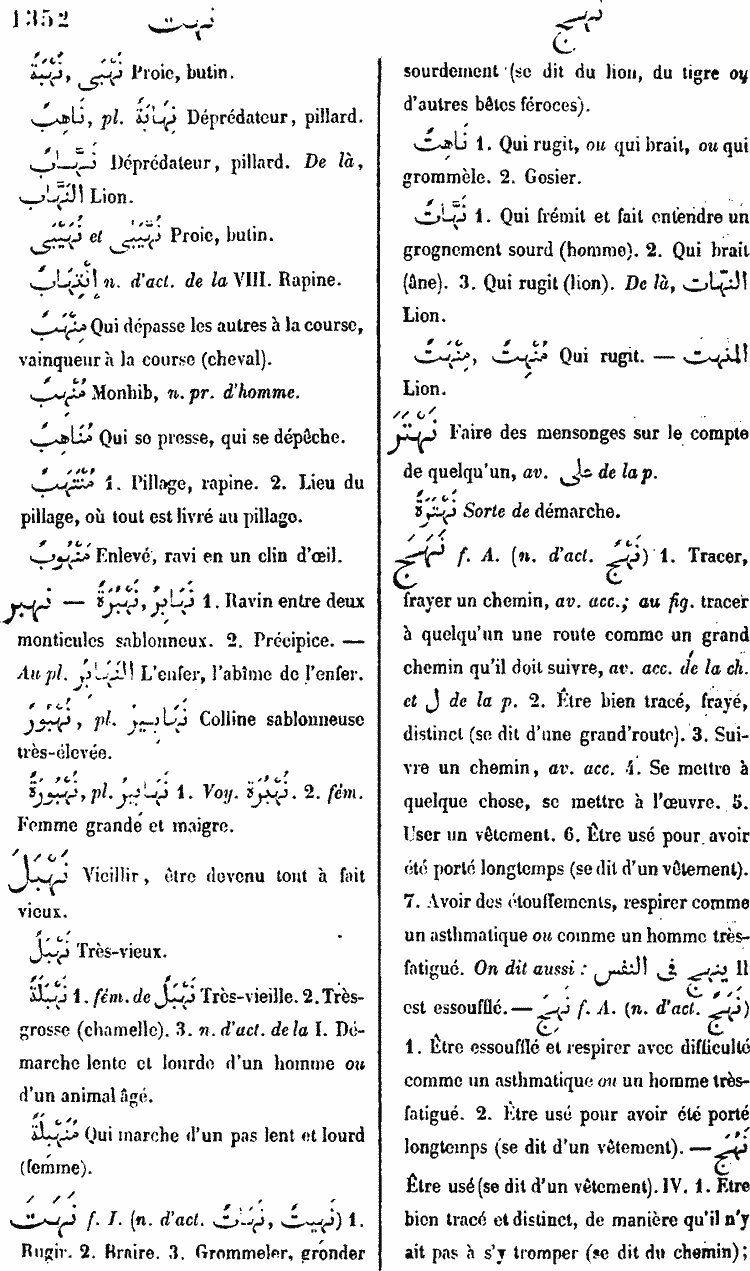 1352 نهت نهج
نُهْبَةٌ, نُهْبَى Proie, butin.
نَاهِبٌ, pl. نِهَابَةٌ Déprédateur, pillard.
نَهَّابٌ Déprédateur, pillard. De là,
النَّهَّاب Lion.
نُهَّيْبَى et نُهَيْبَى Proie, butin.
إِنْتِهَابٌ n. d'act. de la VIII. Rapine.
مِنْهَبٌ Qui dépasse les autres à la course,
vainqueur à la course (cheval).
مُنْهِبٌ Monhib, n. pr. d'homme.
مُنَاهِبٌ Qui se presse, qui se dépêche.
مُنْتَهَبٌ 1. Pillage, rapine. 2. Lieu du
pillage, où tout est livré au pillage.
مَنْهُوبٌ Enlevé, ravi en un clin d'œil.
نهبر — نُهْبُرَةٌ, نَهَابِرُ 1. Ravin entre deux
monticules sablonneux. 2. Précipice. —
Au pl. النَّهَابِرُ L'enfer, l'abîme de l'enfer.
نُهْبُورٌ, pl. نَهَابِيرُ Colline sablonneuse
très-élevée.
نُهْبُورَةٌ, pl. نَهَابِيرُ 1. Voy. نُهْبُرَةٌ. 2. fém.
Femme grande et maigre.
نَهْبَلَ Vieillir, être devenu tout à fait
vieux.
نَهْبَلٌ Très-vieux.
نَهْبَلَةٌ 1. fém. de نَهْبَلٌ Très-vieille. 2. Très-
grosse (chamelle). 3. n. d'act. de la I. Dé-
marche lente et lourde d'un homme ou
d'un animal âgé.
مُنَهْبِلَةٌ Qui marche d'un pas lent et lourd
(femme).
نَهَتَ f. I. (n. d'act. نُهَاتٌ, نَهِيتٌ) 1.
Rugir. 2. Braire. 3. Grommeler, gronder
sourdement (se dit du lion, du tigre ou
d'autres bêtes féroces).
نَاهِتٌ 1. Qui rugit, ou qui brait, ou qui
grommèle. 2. Gosier.
نَهَّاتٌ 1. Qui frémit et fait entendre un
grognement sourd (homme). 2. Qui brait
(âne). 3. Qui rugit (lion). De là, النهّات
Lion.
مِنْهَتٌ, مُنْهِتٌ Qui rugit. — المنهت
Lion.
نَهْتَرَ Faire des mensonges sur le compte
de quelqu'un, av. على de la p.
نَهْتَرَةٌ Sorte de démarche.
نَهَجَ f. A. (n. d'act. نَهْجٌ) 1. Tracer,
frayer un chemin, av. acc.; au fig. tracer
à quelqu'un une route comme un grand
chemin qu'il doit suivre, av. acc. de la ch.
et ل de la p. 2. Être bien tracé, frayé,
distinct (se dit d'une grand'route). 3. Sui-
vre un chemin, av. acc. 4. Se mettre à
quelque chose, se mettre à l'œuvre. 5.
User un vêtement. 6. Être usé pour avoir
été porté longtemps (se dit d'un vêtement).
7. Avoir des étouffements, respirer comme
un asthmatique ou comme un homme très-
fatigué. On dit aussi : ينهج فى النفس Il
est essoufflé. — نَهِجَ f. A. (n. d'act. نَهَجٌ)
1. Être essoufflé et respirer avec difficulté
comme un asthmatique ou un homme très-
fatigué. 2. Être usé pour avoir été porté
longtemps (se dit d'un vêtement). — نَهُجَ
Être usé (se dit d'un vêtement). IV. 1. Être
bien tracé et distinct, de manière qu'il n'y
ait pas à s'y tromper (se dit du chemin);